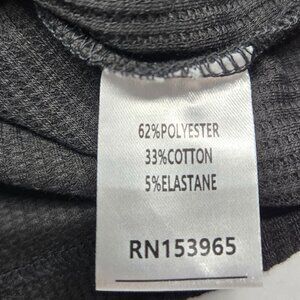 62%POLYESTER
33%COTTON
5%ELASTANE
RN153965